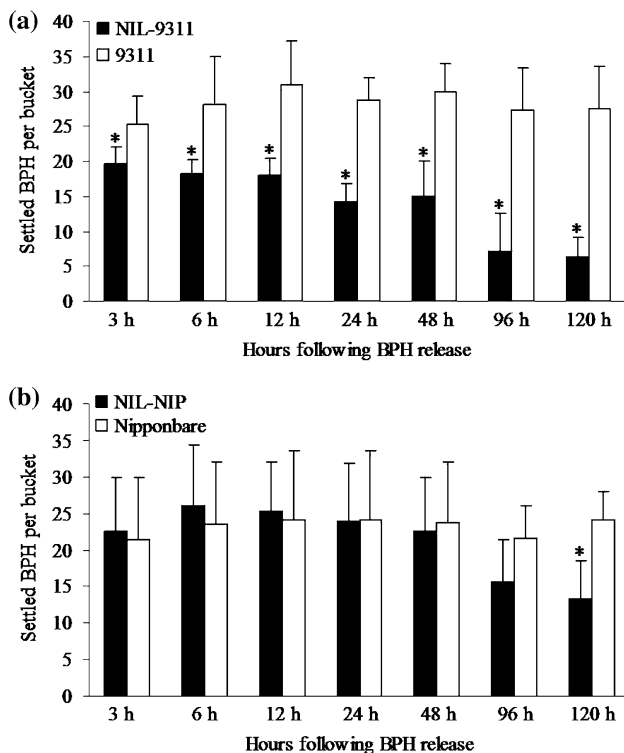 (a)
NIL-9311
9311
Settled BPH per bucket
40
35
30
25
20
15
10
5
0
* * * * * * *
3 h 6 h 12 h 24 h 48 h 96 h 120 h
Hours following BPH release
(b)
NIL-NIP
Nipponbare
Settled BPH per bucket
40
35
30
25
20
15
10
5
0
*
3 h 6 h 12 h 24 h 48 h 96 h 120 h
Hours following BPH release